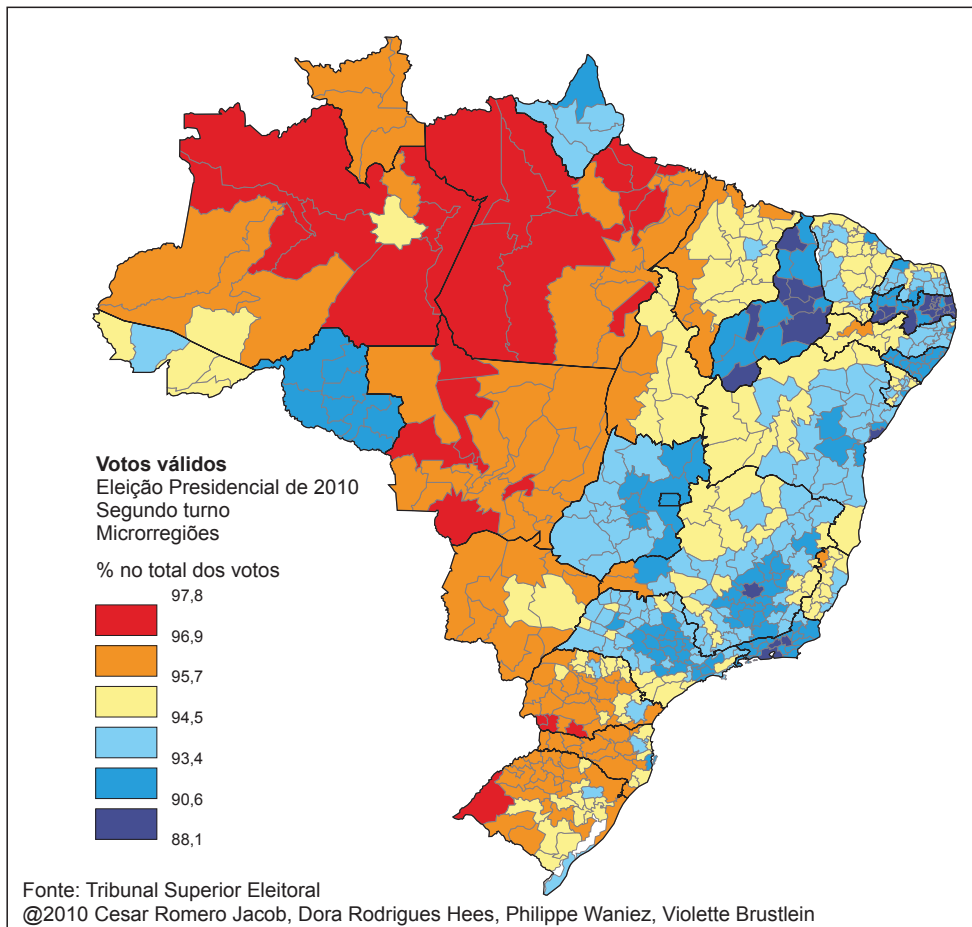 Votos válidos
Eleição Presidencial de 2010
Segundo turno
Microrregiões
% no total dos votos
97,8
96,9
95,7
94,5
93,4
90,6
88,1
Fonte: Tribunal Superior Eleitoral
@2010 Cesar Romero Jacob, Dora Rodrigues Hees, Philippe Waniez, Violette Brustlein